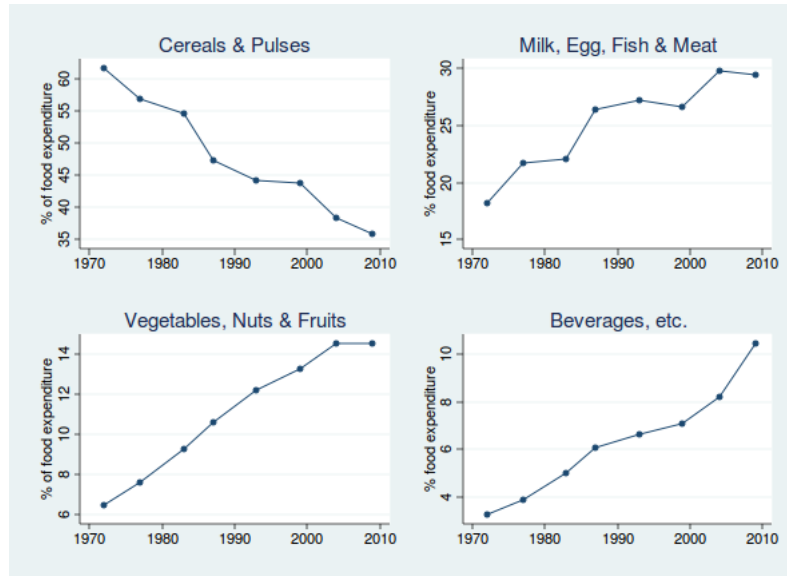 Cereals & Pulses
% of food expenditure
60
55
50
45
40
35
1970 1980 1990 2000 2010
Milk, Egg, Fish & Meat
% food expenditure
30
25
20
15
1970 1980 1990 2000 2010
Vegetables, Nuts & Fruits
% of food expenditure
14
12
10
8
6
1970 1980 1990 2000 2010
Beverages, etc.
% food expenditure
10
8
6
4
1970 1980 1990 2000 2010